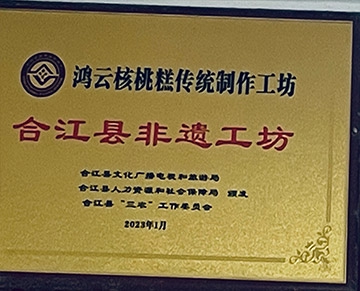 鸿云核桃糕传统制作工坊
合江县非遗工坊
合江县文化广播电视和旅游局
合江县人力资源和社会保障局 颁发
合江县“三农”工作委员会
2023年1月